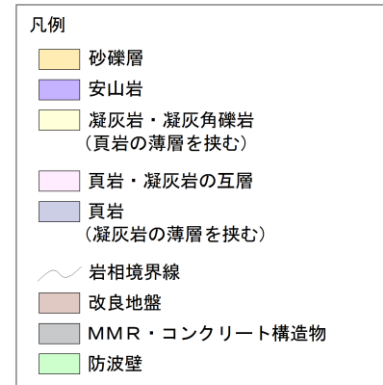 凡例
砂礫層
安山岩
凝灰岩・凝灰角礫岩
(頁岩の薄層を挟む)
頁岩・凝灰岩の互層
頁岩
(凝灰岩の薄層を挟む)
岩相境界線
改良地盤
ＭＭＲ・コンクリート構造物
防波壁